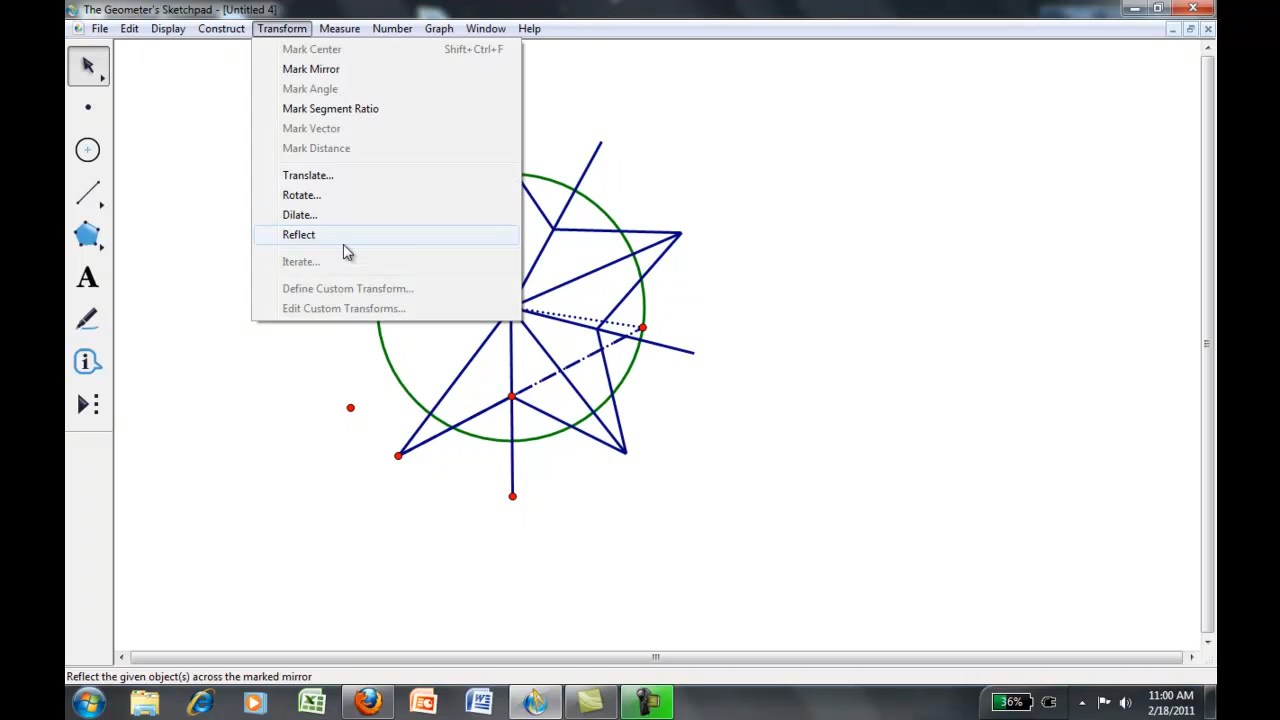 The Geometer's Sketchpad - [Untitled 4]
File Edit Display Construct Transform Measure Number Graph Window Help
Mark Center Shift+Ctrl+F
Mark Mirror
Mark Angle
Mark Segment Ratio
Mark Vector
Mark Distance
Translate...
Rotate...
Dilate...
Reflect
Iterate...
Define Custom Transform...
Edit Custom Transforms...
A
Reflect the given object(s) across the marked mirror
36%
11:00 AM
2/18/2011